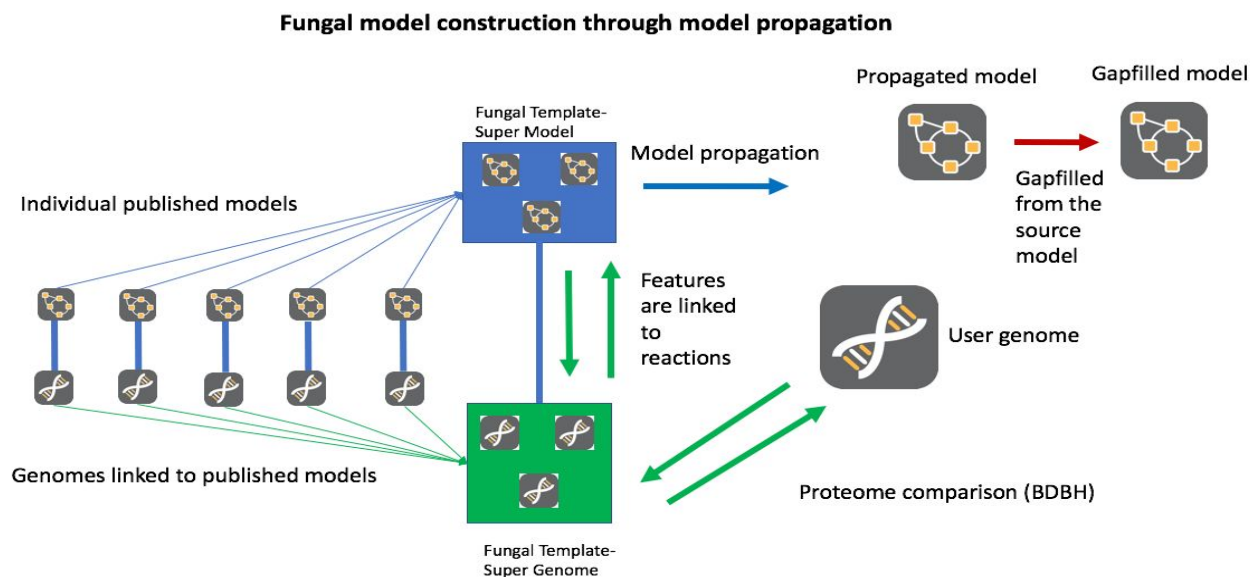 Fungal model construction through model propagation
Propagated model
Gapfilled model
Fungal Template-
Super Model
Model propagation
Individual published models
Gapfilled
from the
source
model
Features
are linked
to
reactions
User genome
Genomes linked to published models
Proteome comparison (BDBH)
Fungal Template-
Super Genome